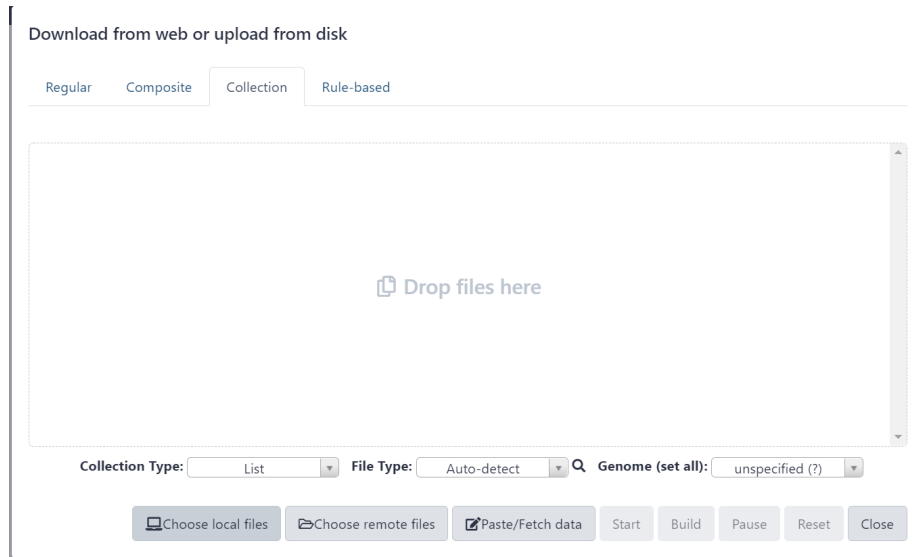 Download from web or upload from disk
Regular Composite Collection Rule-based
Drop files here
Collection Type: List File Type: Auto-detect Genome (set all): unspecified (?)
Choose local files Choose remote files Paste/Fetch data Start Build Pause Reset Close